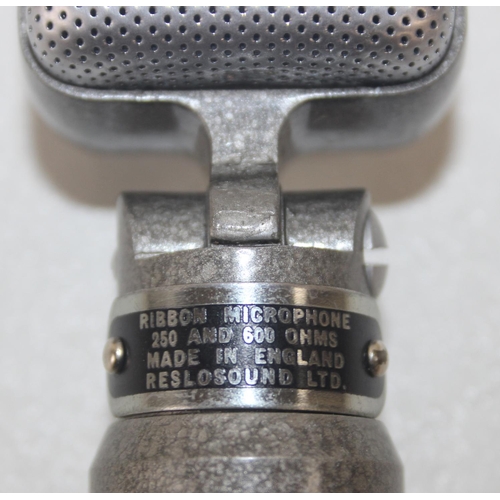 RIBBON MICROPHONE
250 AND 600 OHMS
MADE IN ENGLAND
RESLOSOUND LTD.